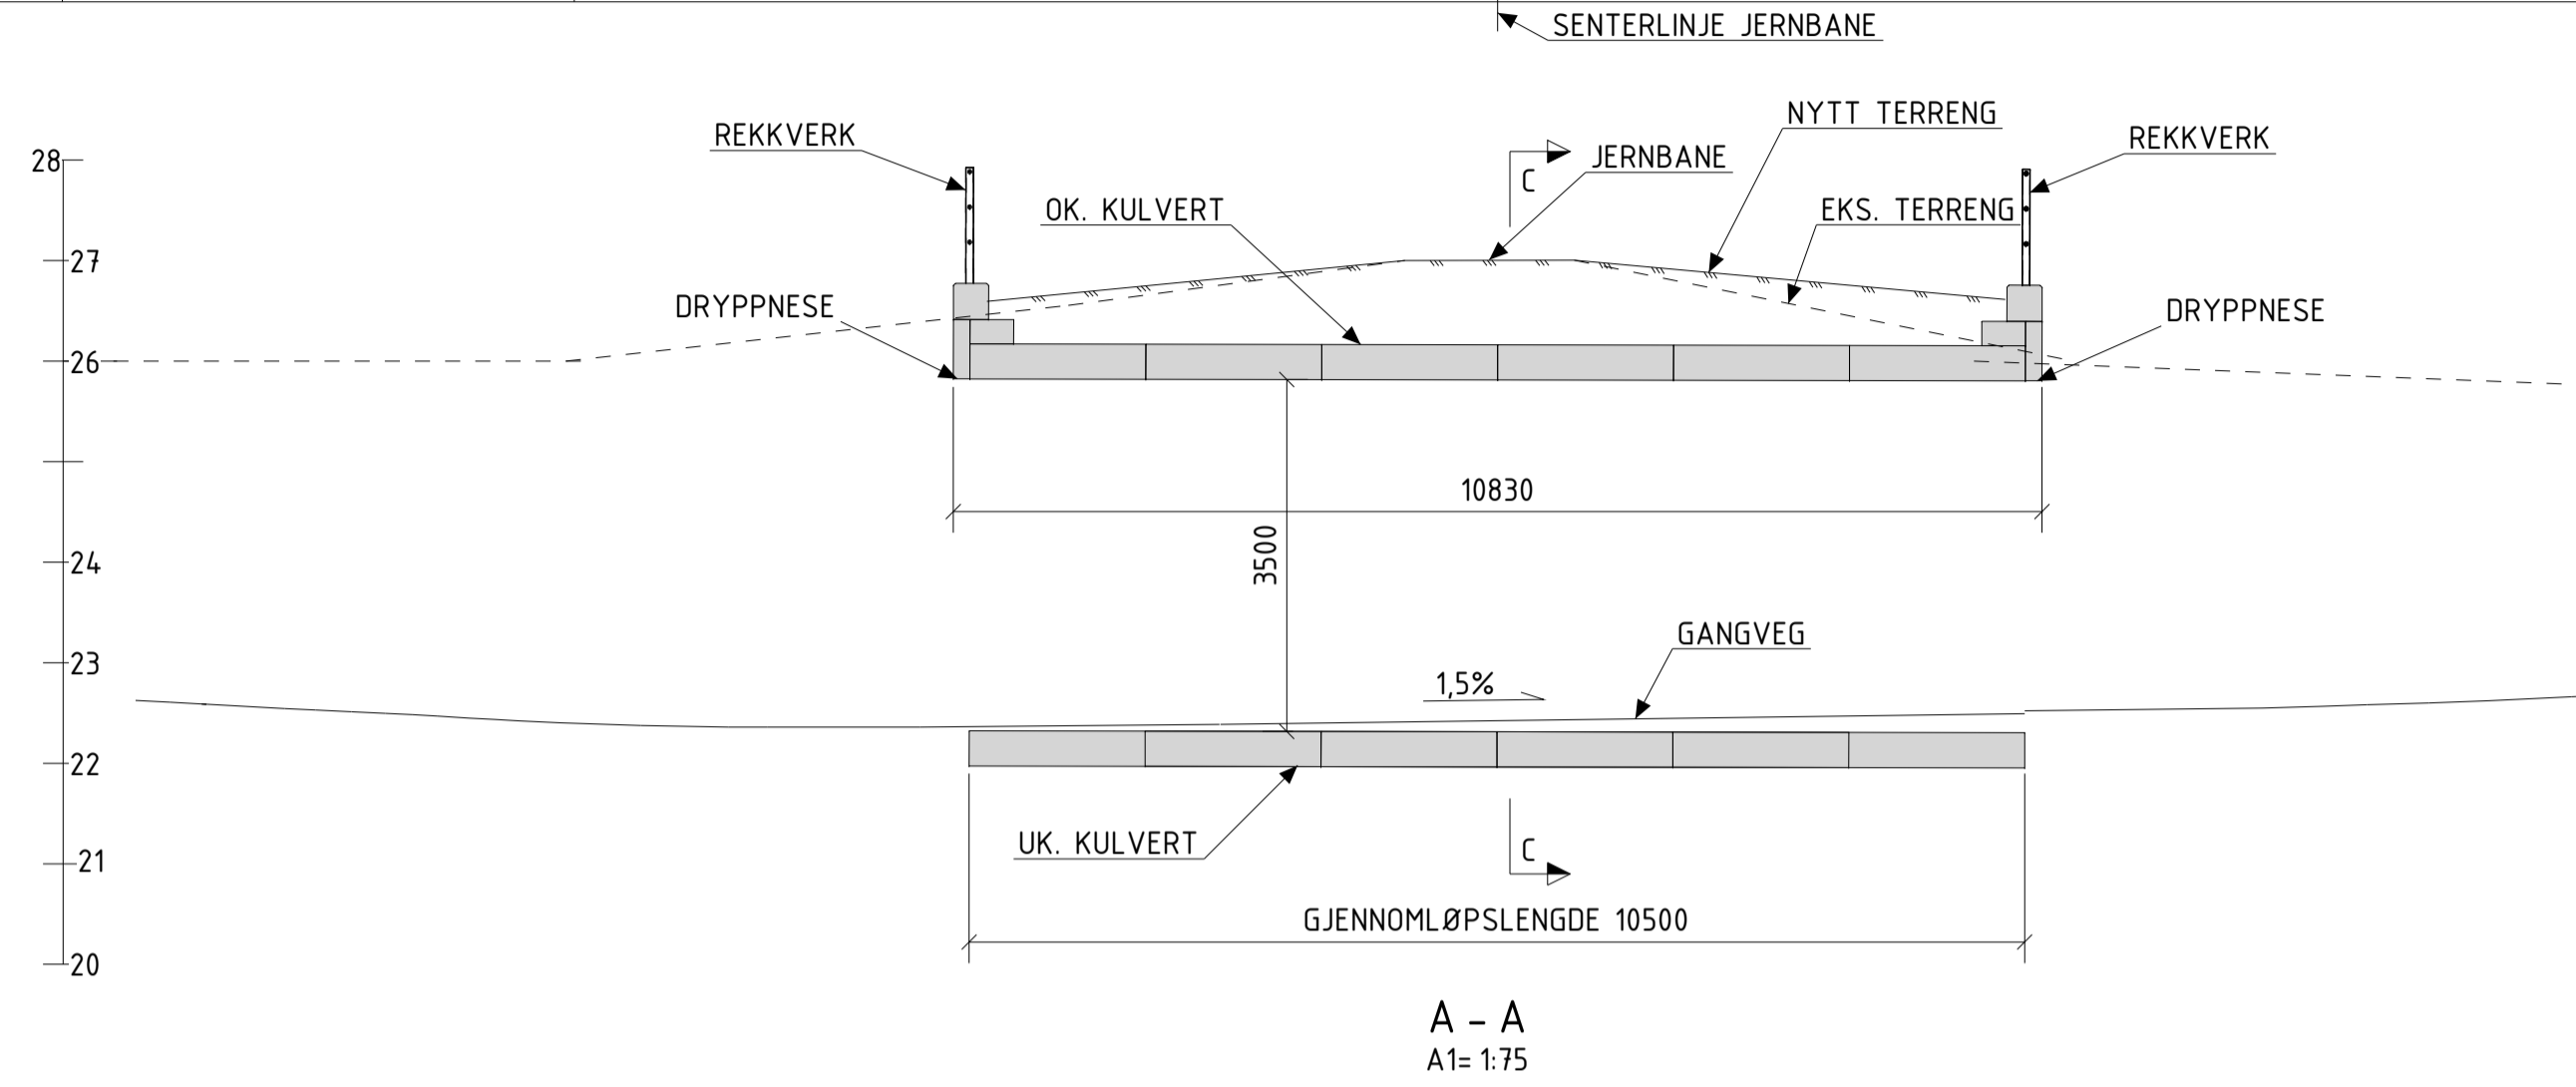 SENTERLINJE JERNBANE
NYTT TERRENG
REKKVERK
REKKVERK
28
JERNBANE
C
OK. KULVERT
EKS. TERRENG
27
DRYPPNESE
DRYPPNESE
26
10830
3500
24
23
GANGVEG
1,5%
22
UK. KULVERT
C
21
GJENNOMLØPSLENGDE 10500
20
A - A
A1= 1:75